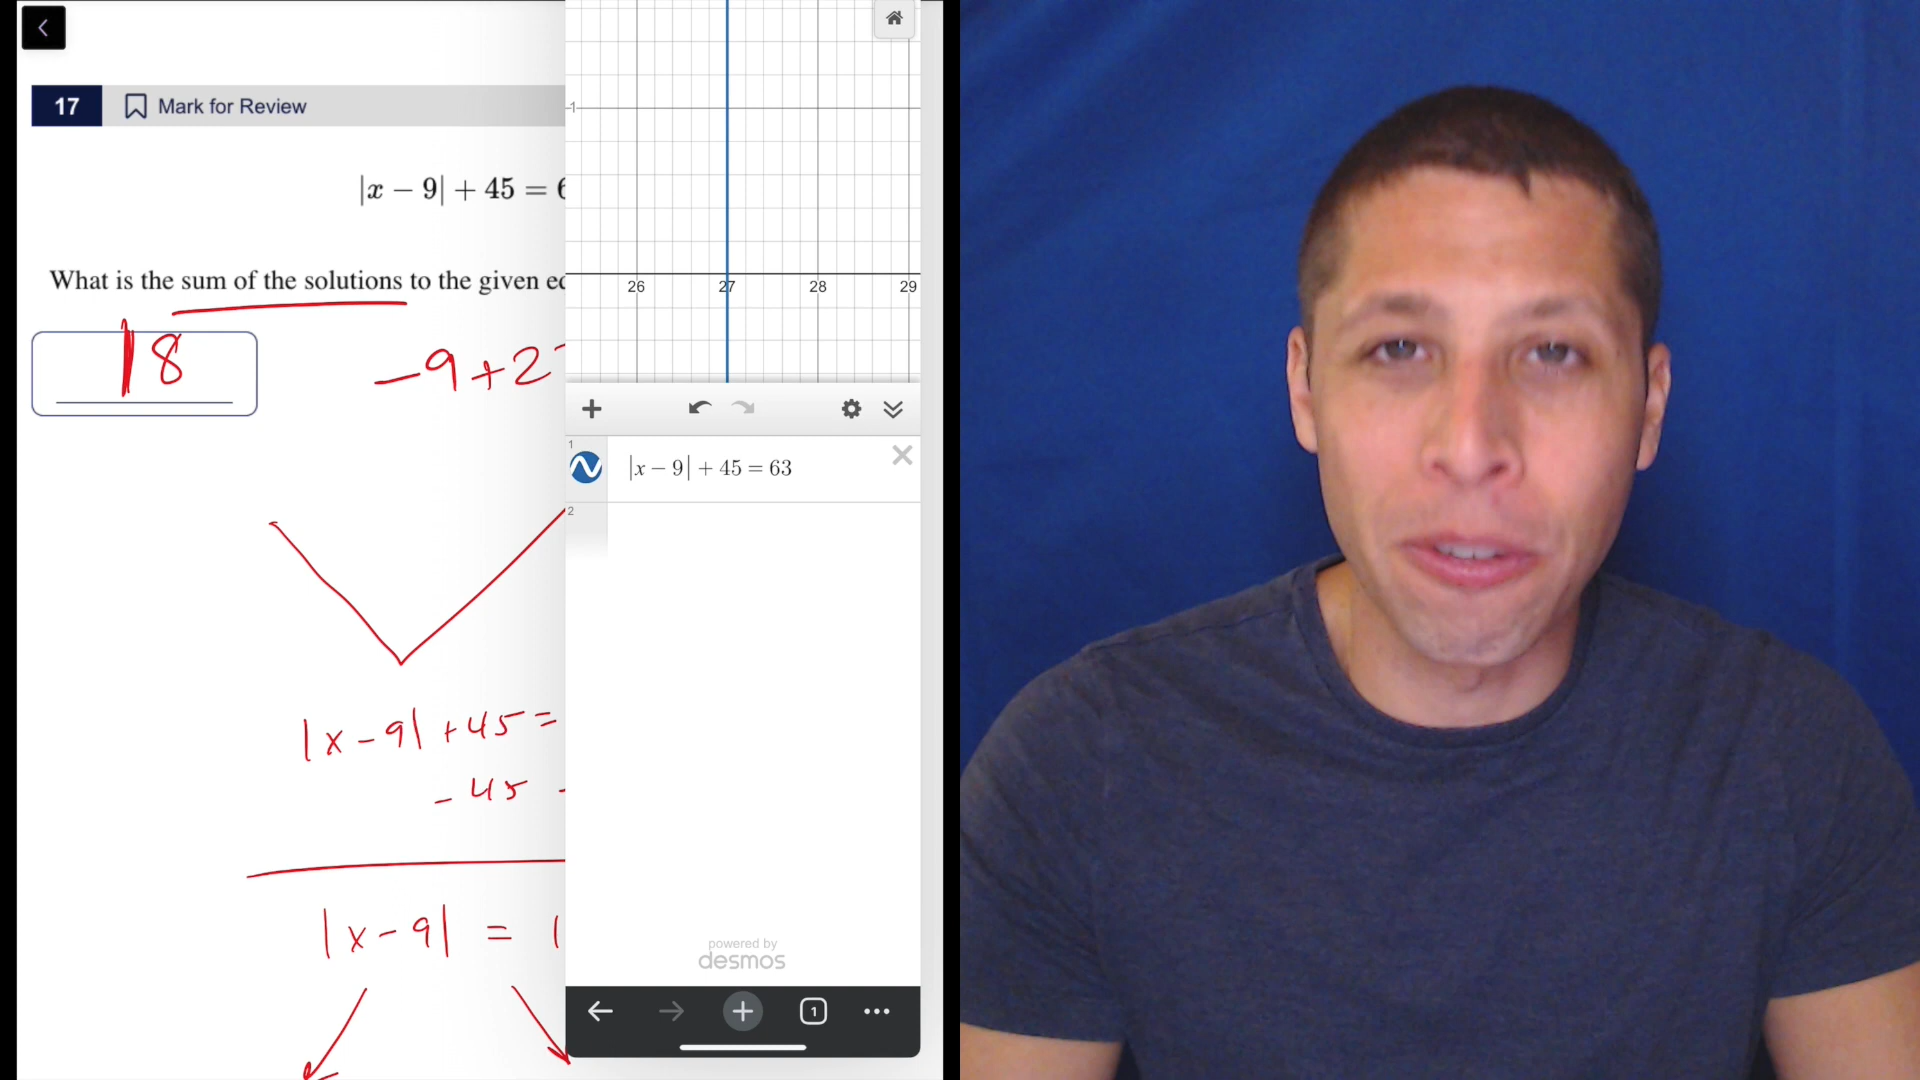 17 Mark for Review
|x − 9| + 45 = 6
What is the sum of the solutions to the given
18
−9+2
|x−9|+45=
−45 -
|x−9| = 1
1
26 27 28 29
1
|x − 9| + 45 = 63
2
powered by
desmos
1